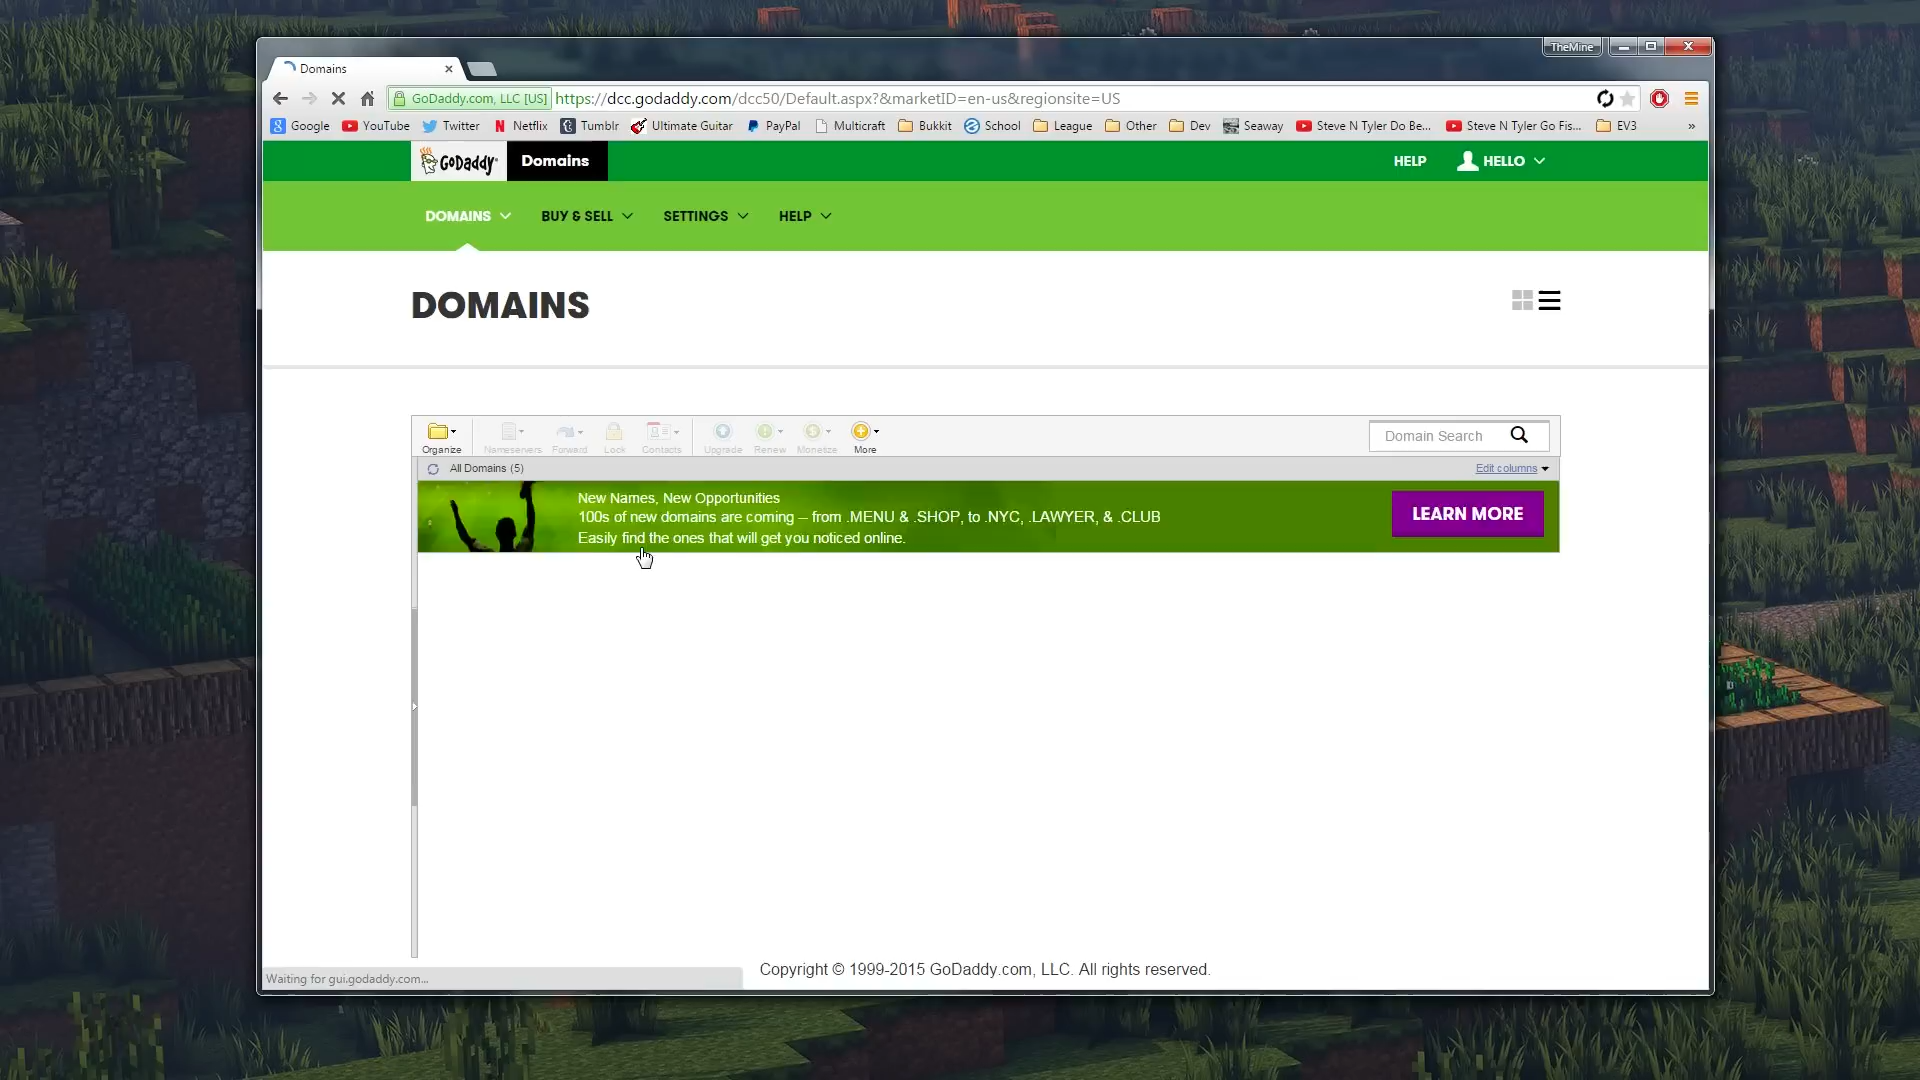 TheMine
Domains
GoDaddy.com, LLC [US] https://dcc.godaddy.com/dcc50/Default.aspx?&marketID=en-us&regionsite=US
Google YouTube Twitter Netflix Tumblr Ultimate Guitar PayPal Multicraft Bukkit School League Other Dev Seaway Steve N Tyler Do Be... Steve N Tyler Go Fis... EV3 »
GoDaddy Domains HELP HELLO
DOMAINS BUY & SELL SETTINGS HELP
DOMAINS
Organize Nameservers Forward Lock Contacts Upgrade Renew Monetize More Domain Search
All Domains (5) Edit columns
New Names, New Opportunities
100s of new domains are coming – from .MENU & .SHOP, to .NYC, .LAWYER, & .CLUB
Easily find the ones that will get you noticed online.
LEARN MORE
Copyright © 1999-2015 GoDaddy.com, LLC. All rights reserved.
Waiting for gui.godaddy.com...